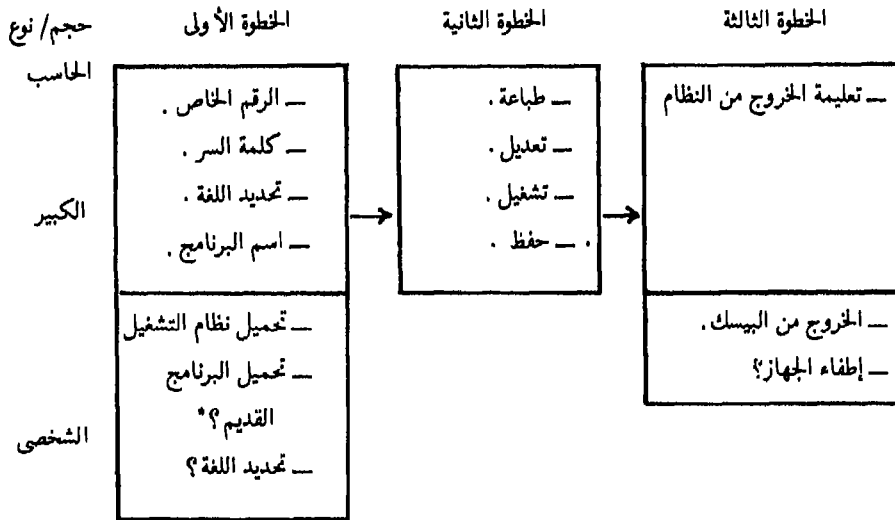 حجم/ نوع الحاسب
الخطوة الأولى
الخطوة الثانية
الخطوة الثالثة
الكبير
— الرقم الخاص .
— كلمة السر .
— تحديد اللغة .
— اسم البرنامج .
— طباعة .
— تعديل .
— تشغيل .
— حفظ .
— تعليمة الخروج من النظام
الشخصى
— تحميل نظام التشغيل
— تحميل البرنامج
القديم ؟*
— تحديد اللغة ؟
— الخروج من البيسك .
— إطفاء الجهاز؟